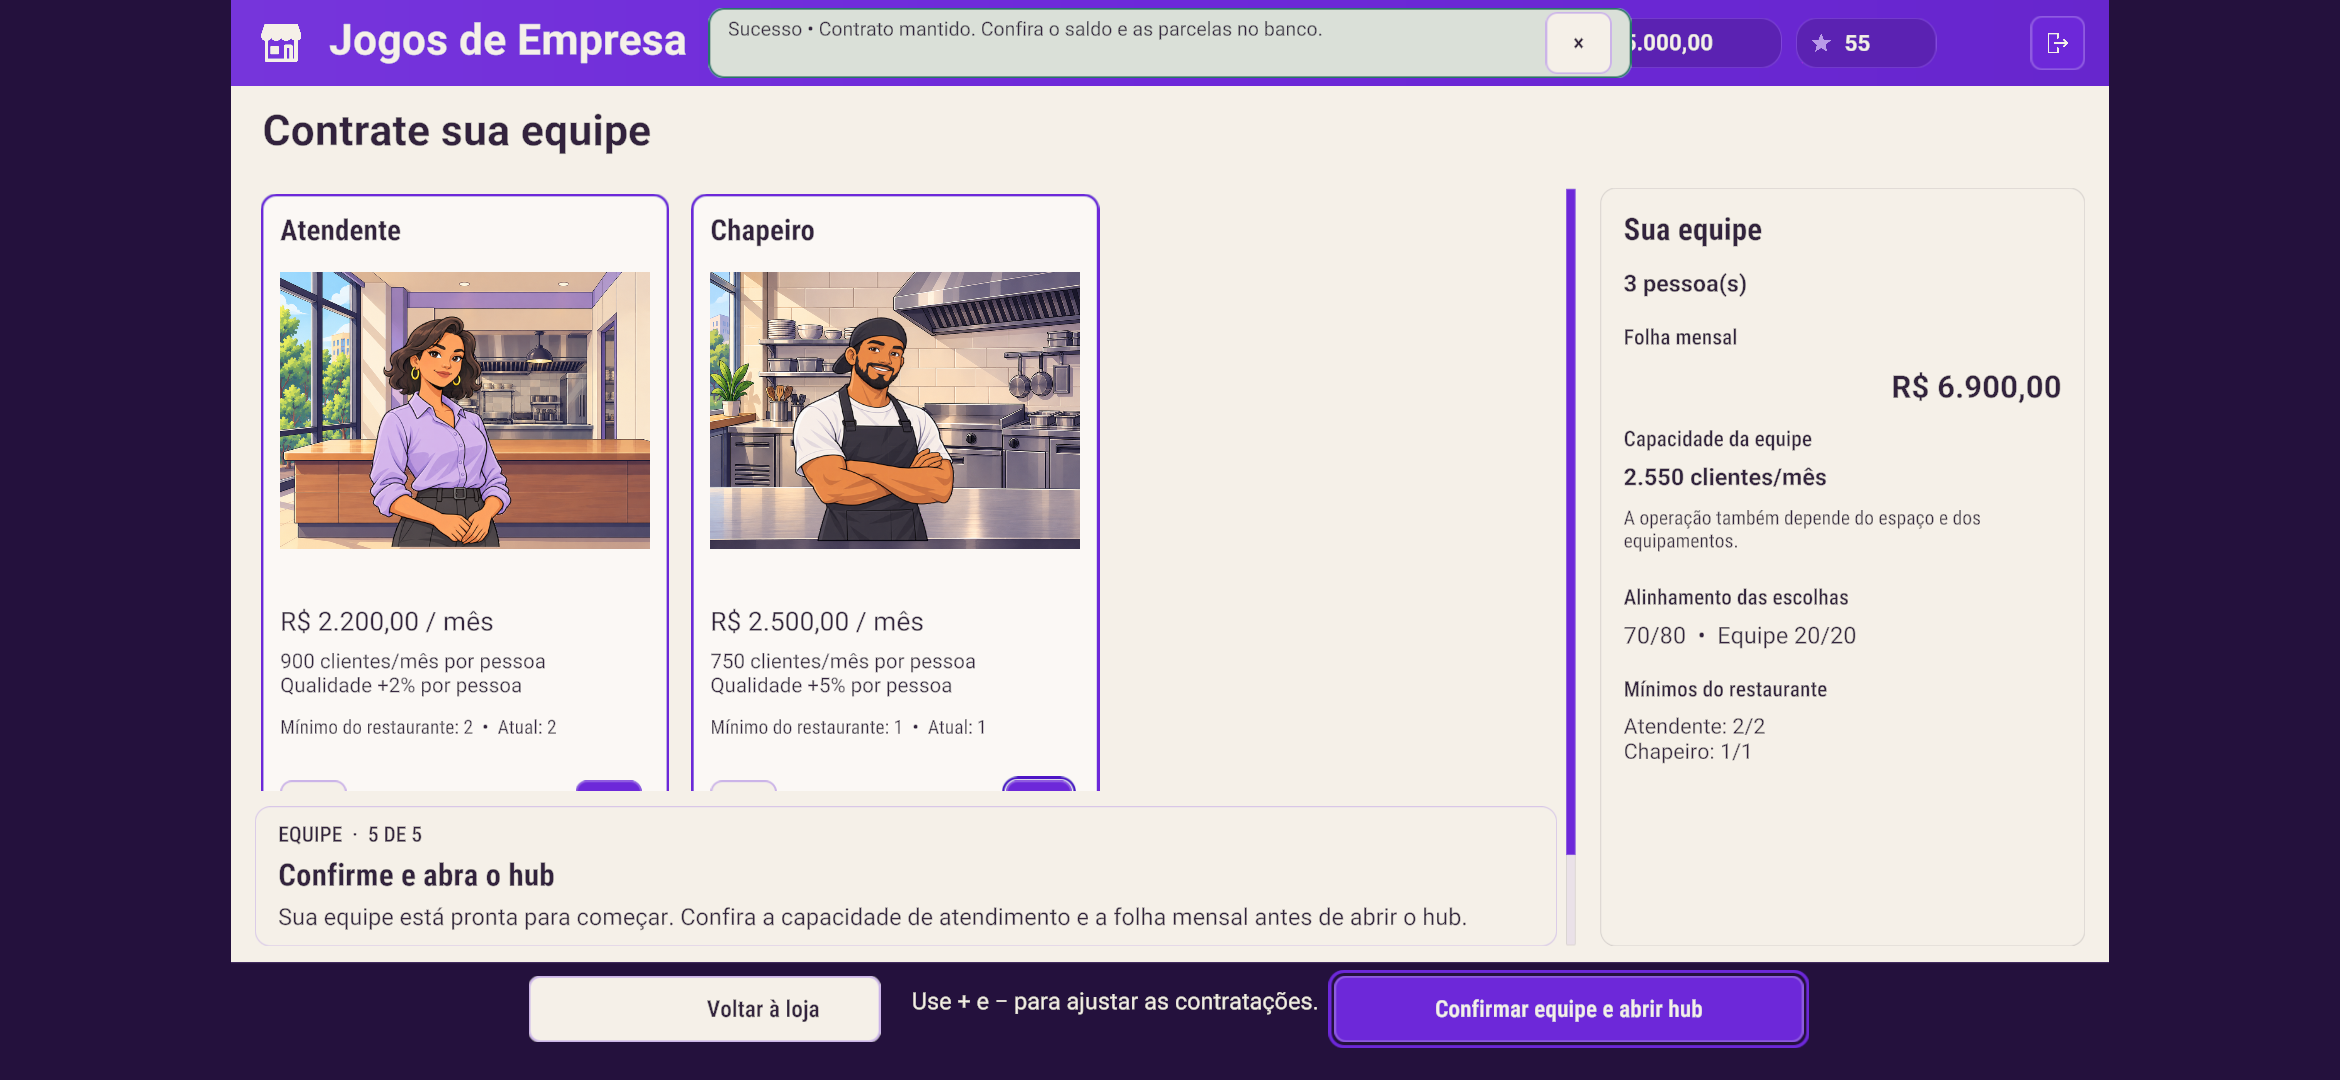 Jogos de Empresa
Sucesso • Contrato mantido. Confira o saldo e as parcelas no banco.
×
5.000,00
55
Contrate sua equipe
Atendente
R$ 2.200,00 / mês
900 clientes/mês por pessoa
Qualidade +2% por pessoa
Mínimo do restaurante: 2 • Atual: 2
Chapeiro
R$ 2.500,00 / mês
750 clientes/mês por pessoa
Qualidade +5% por pessoa
Mínimo do restaurante: 1 • Atual: 1
Sua equipe
3 pessoa(s)
Folha mensal
R$ 6.900,00
Capacidade da equipe
2.550 clientes/mês
A operação também depende do espaço e dos
equipamentos.
Alinhamento das escolhas
70/80 • Equipe 20/20
Mínimos do restaurante
Atendente: 2/2
Chapeiro: 1/1
EQUIPE · 5 DE 5
Confirme e abra o hub
Sua equipe está pronta para começar. Confira a capacidade de atendimento e a folha mensal antes de abrir o hub.
Voltar à loja
Use + e − para ajustar as contratações.
Confirmar equipe e abrir hub